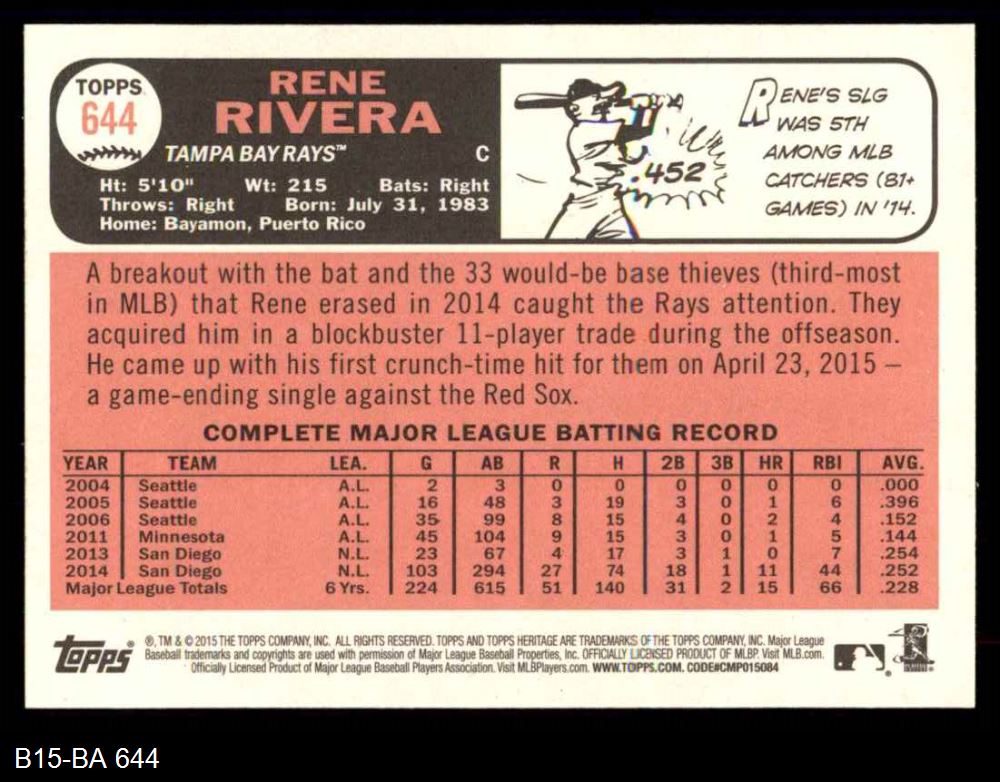 TOPPS
644
RENE
RIVERA
TAMPA BAY RAYS™ C
Ht: 5'10" Wt: 215 Bats: Right
Throws: Right Born: July 31, 1983
Home: Bayamon, Puerto Rico
.452
RENE'S SLG
WAS 5TH
AMONG MLB
CATCHERS (81+
GAMES) IN '14.
A breakout with the bat and the 33 would-be base thieves (third-most
in MLB) that Rene erased in 2014 caught the Rays attention. They
acquired him in a blockbuster 11-player trade during the offseason.
He came up with his first crunch-time hit for them on April 23, 2015 –
a game-ending single against the Red Sox.
COMPLETE MAJOR LEAGUE BATTING RECORD
YEAR TEAM LEA. G AB R H 2B 3B HR RBI AVG.
2004 Seattle A.L. 2 3 0 0 0 0 0 0 .000
2005 Seattle A.L. 16 48 3 19 3 0 1 6 .396
2006 Seattle A.L. 35 99 8 15 4 0 2 4 .152
2011 Minnesota A.L. 45 104 9 15 3 0 1 5 .144
2013 San Diego N.L. 23 67 4 17 3 1 0 7 .254
2014 San Diego N.L. 103 294 27 74 18 1 11 44 .252
Major League Totals 6 Yrs. 224 615 51 140 31 2 15 66 .228
topps®
®, TM & © 2015 THE TOPPS COMPANY, INC. ALL RIGHTS RESERVED. TOPPS AND TOPPS HERITAGE ARE TRADEMARKS OF THE TOPPS COMPANY, INC. Major League
Baseball trademarks and copyrights are used with permission of Major League Baseball Properties, Inc. OFFICIALLY LICENSED PRODUCT OF MLBP. Visit MLB.com.
Officially Licensed Product of Major League Baseball Players Association. Visit MLBPlayers.com. WWW.TOPPS.COM. CODE#CMP015084
B15-BA 644